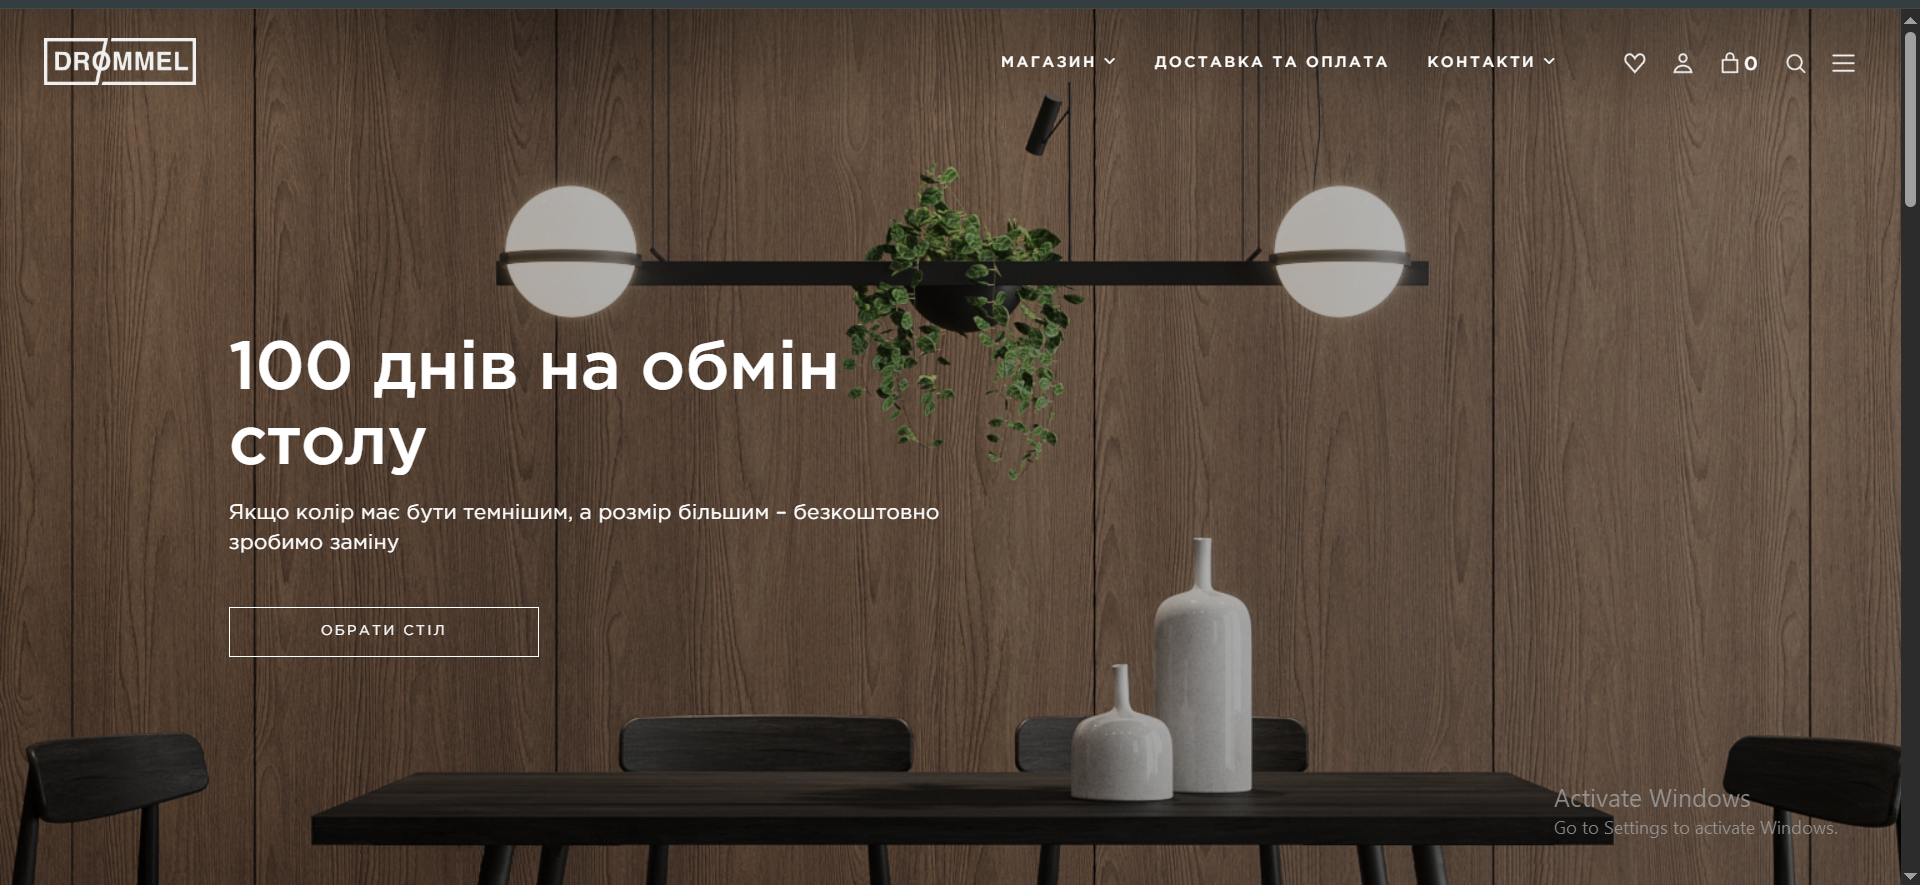 DRØMMEL
МАГАЗИН
ДОСТАВКА ТА ОПЛАТА
КОНТАКТИ
0
100 днів на обмін
столу
Якщо колір має бути темнішим, а розмір більшим – безкоштовно
зробимо заміну
ОБРАТИ СТІЛ
Activate Windows
Go to Settings to activate Windows.